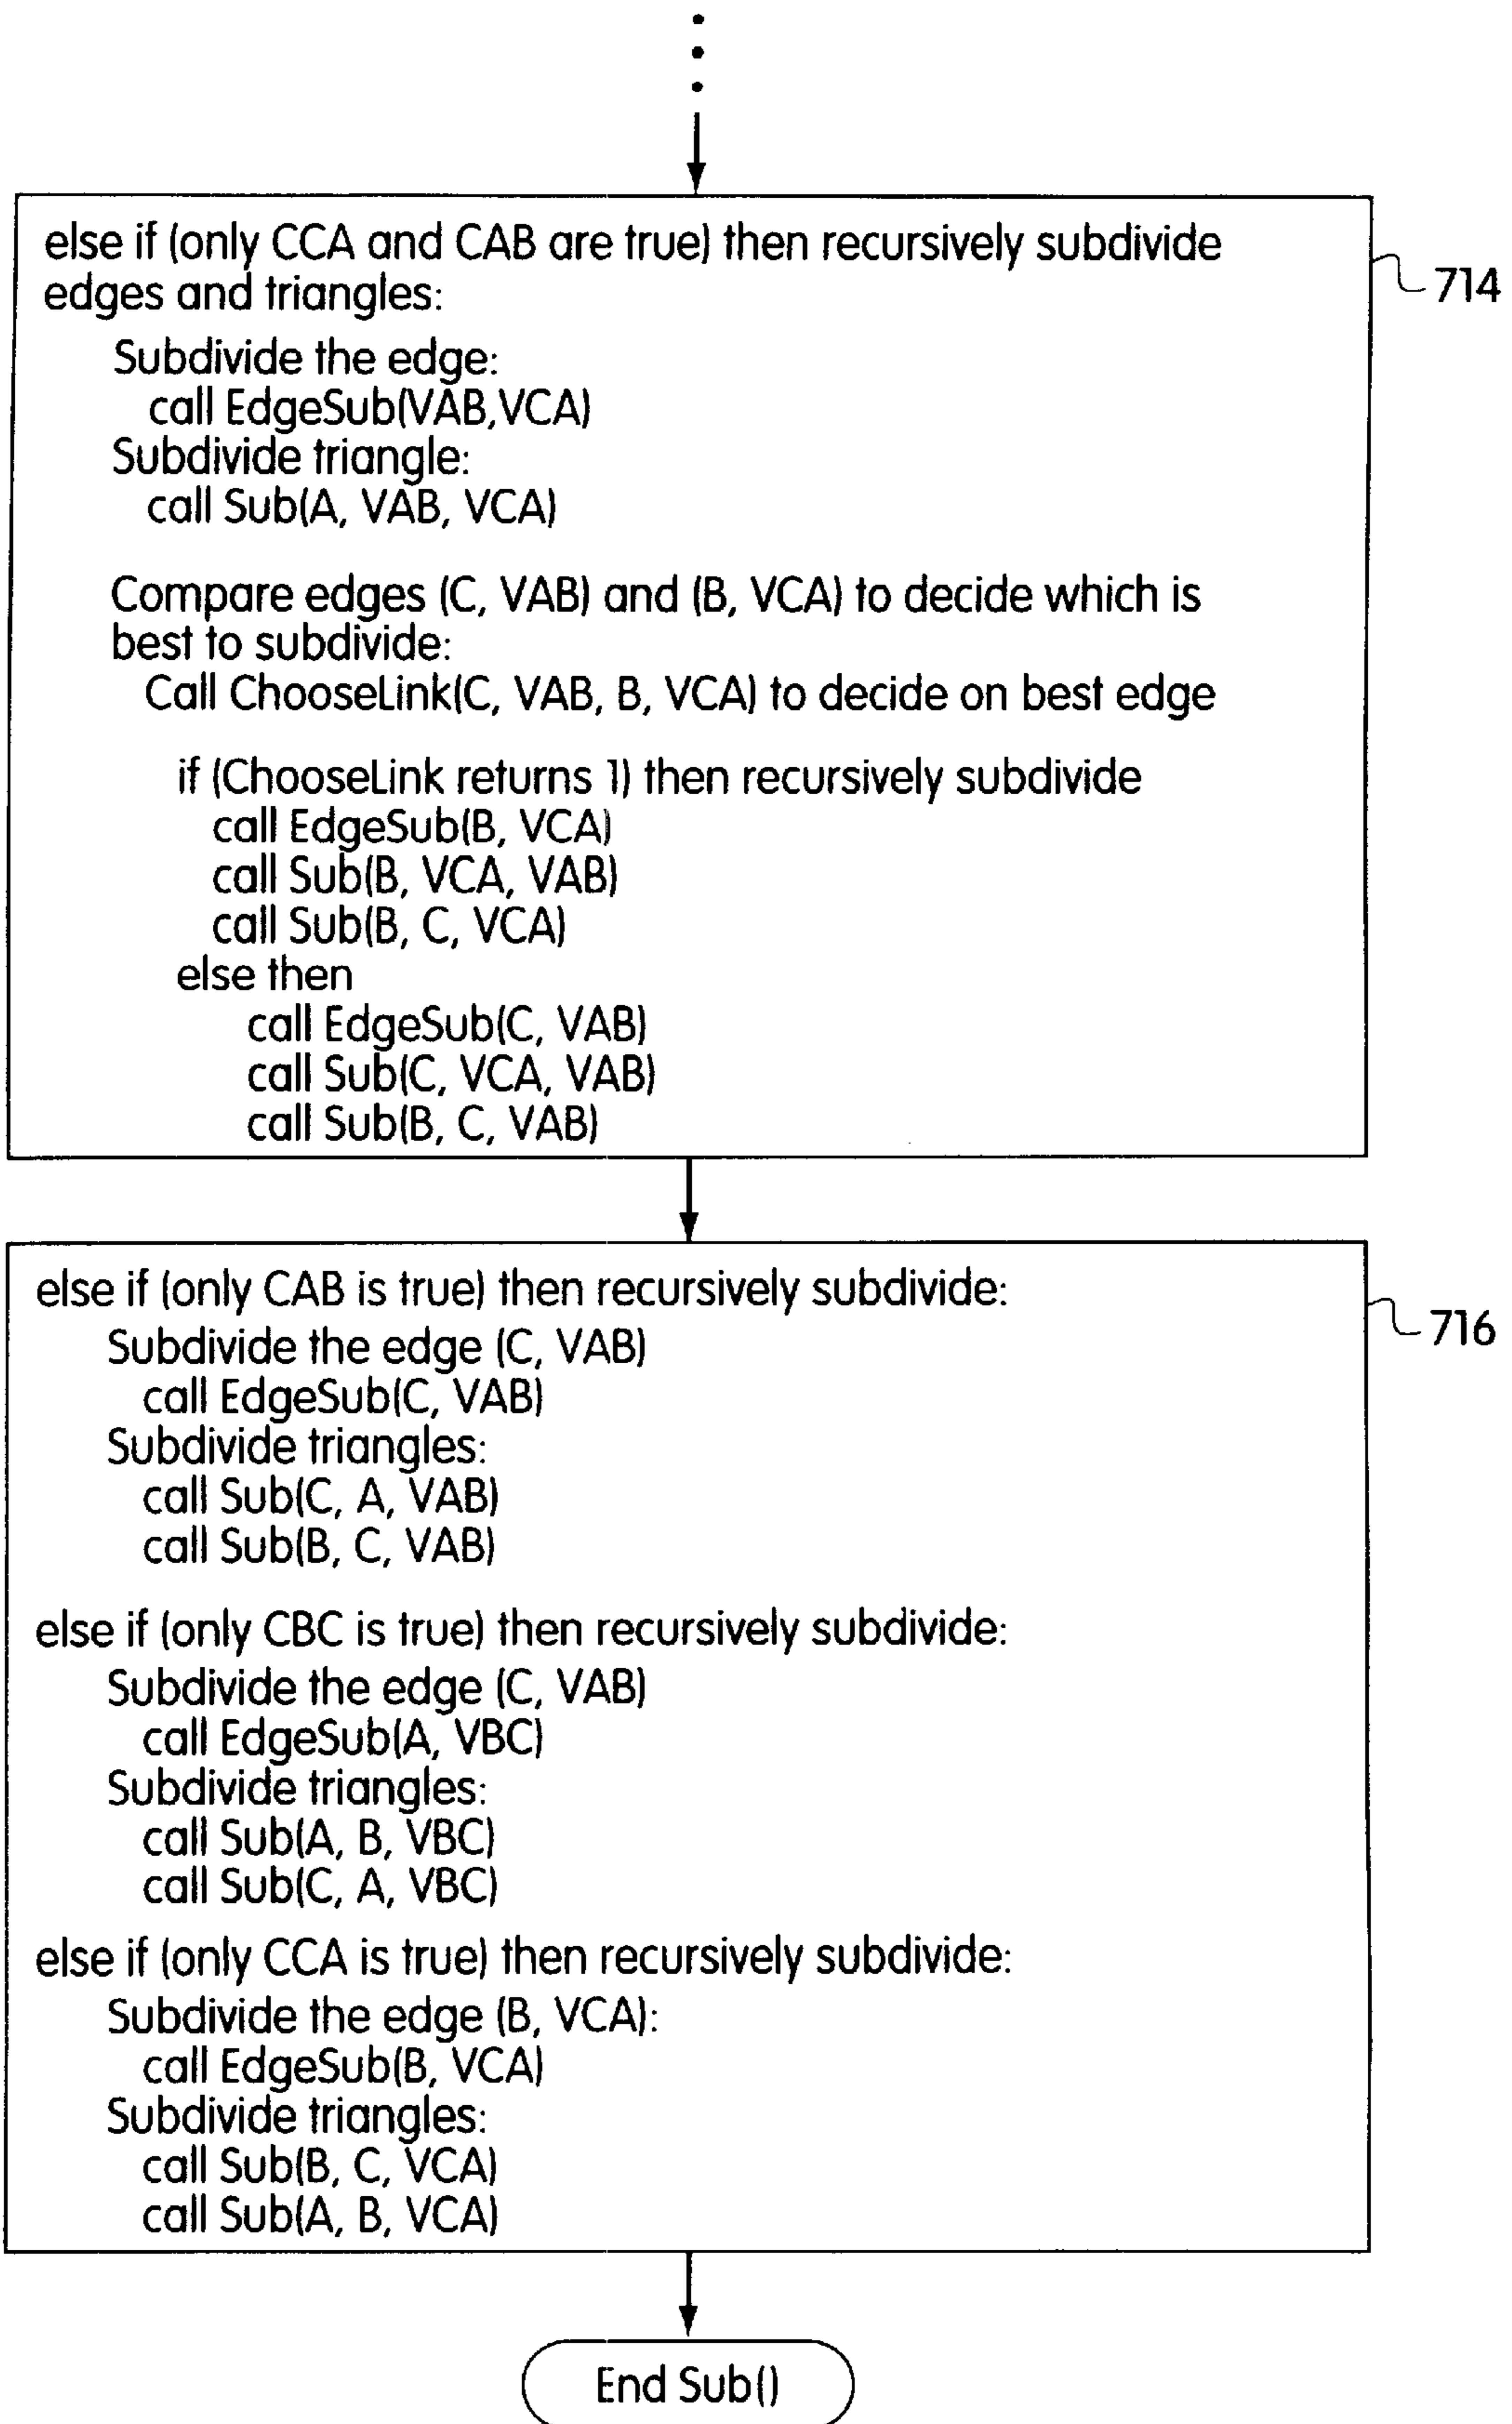 else if (only CCA and CAB are true) then recursively subdivide
edges and triangles:
714
Subdivide the edge:
call EdgeSub(VAB,VCA)
Subdivide triangle:
call Sub(A, VAB, VCA)
Compare edges (C, VAB) and (B, VCA) to decide which is
best to subdivide:
Call ChooseLink(C, VAB, B, VCA) to decide on best edge
if (ChooseLink returns 1) then recursively subdivide
call EdgeSub(B, VCA)
call Sub(B, VCA, VAB)
call Sub(B, C, VCA)
else then
call EdgeSub(C, VAB)
call Sub(C, VCA, VAB)
call Sub(B, C, VAB)
else if (only CAB is true) then recursively subdivide:
716
Subdivide the edge (C, VAB)
call EdgeSub(C, VAB)
Subdivide triangles:
call Sub(C, A, VAB)
call Sub(B, C, VAB)
else if (only CBC is true) then recursively subdivide:
Subdivide the edge (C, VAB)
call EdgeSub(A, VBC)
Subdivide triangles:
call Sub(A, B, VBC)
call Sub(C, A, VBC)
else if (only CCA is true) then recursively subdivide:
Subdivide the edge (B, VCA):
call EdgeSub(B, VCA)
Subdivide triangles:
call Sub(B, C, VCA)
call Sub(A, B, VCA)
End Sub()